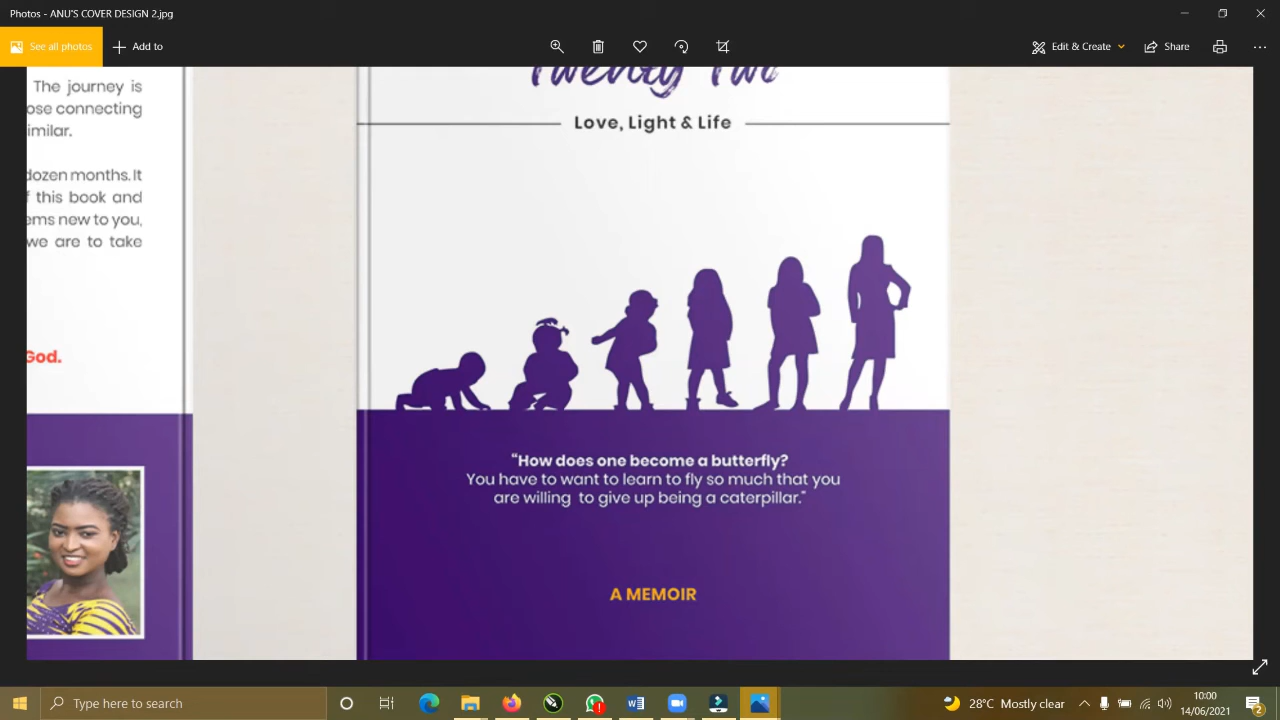 Photos - ANU'S COVER DESIGN 2.jpg
See all photos
Add to
Edit & Create
Share
The journey is
ose connecting
imilar.
dozen months. It
this book and
ems new to you,
we are to take
God.
Twenty Two
Love, Light & Life
“How does one become a butterfly?
You have to want to learn to fly so much that you
are willing to give up being a caterpillar.”
A MEMOIR
Type here to search
28°C Mostly clear
10:00
14/06/2021
2